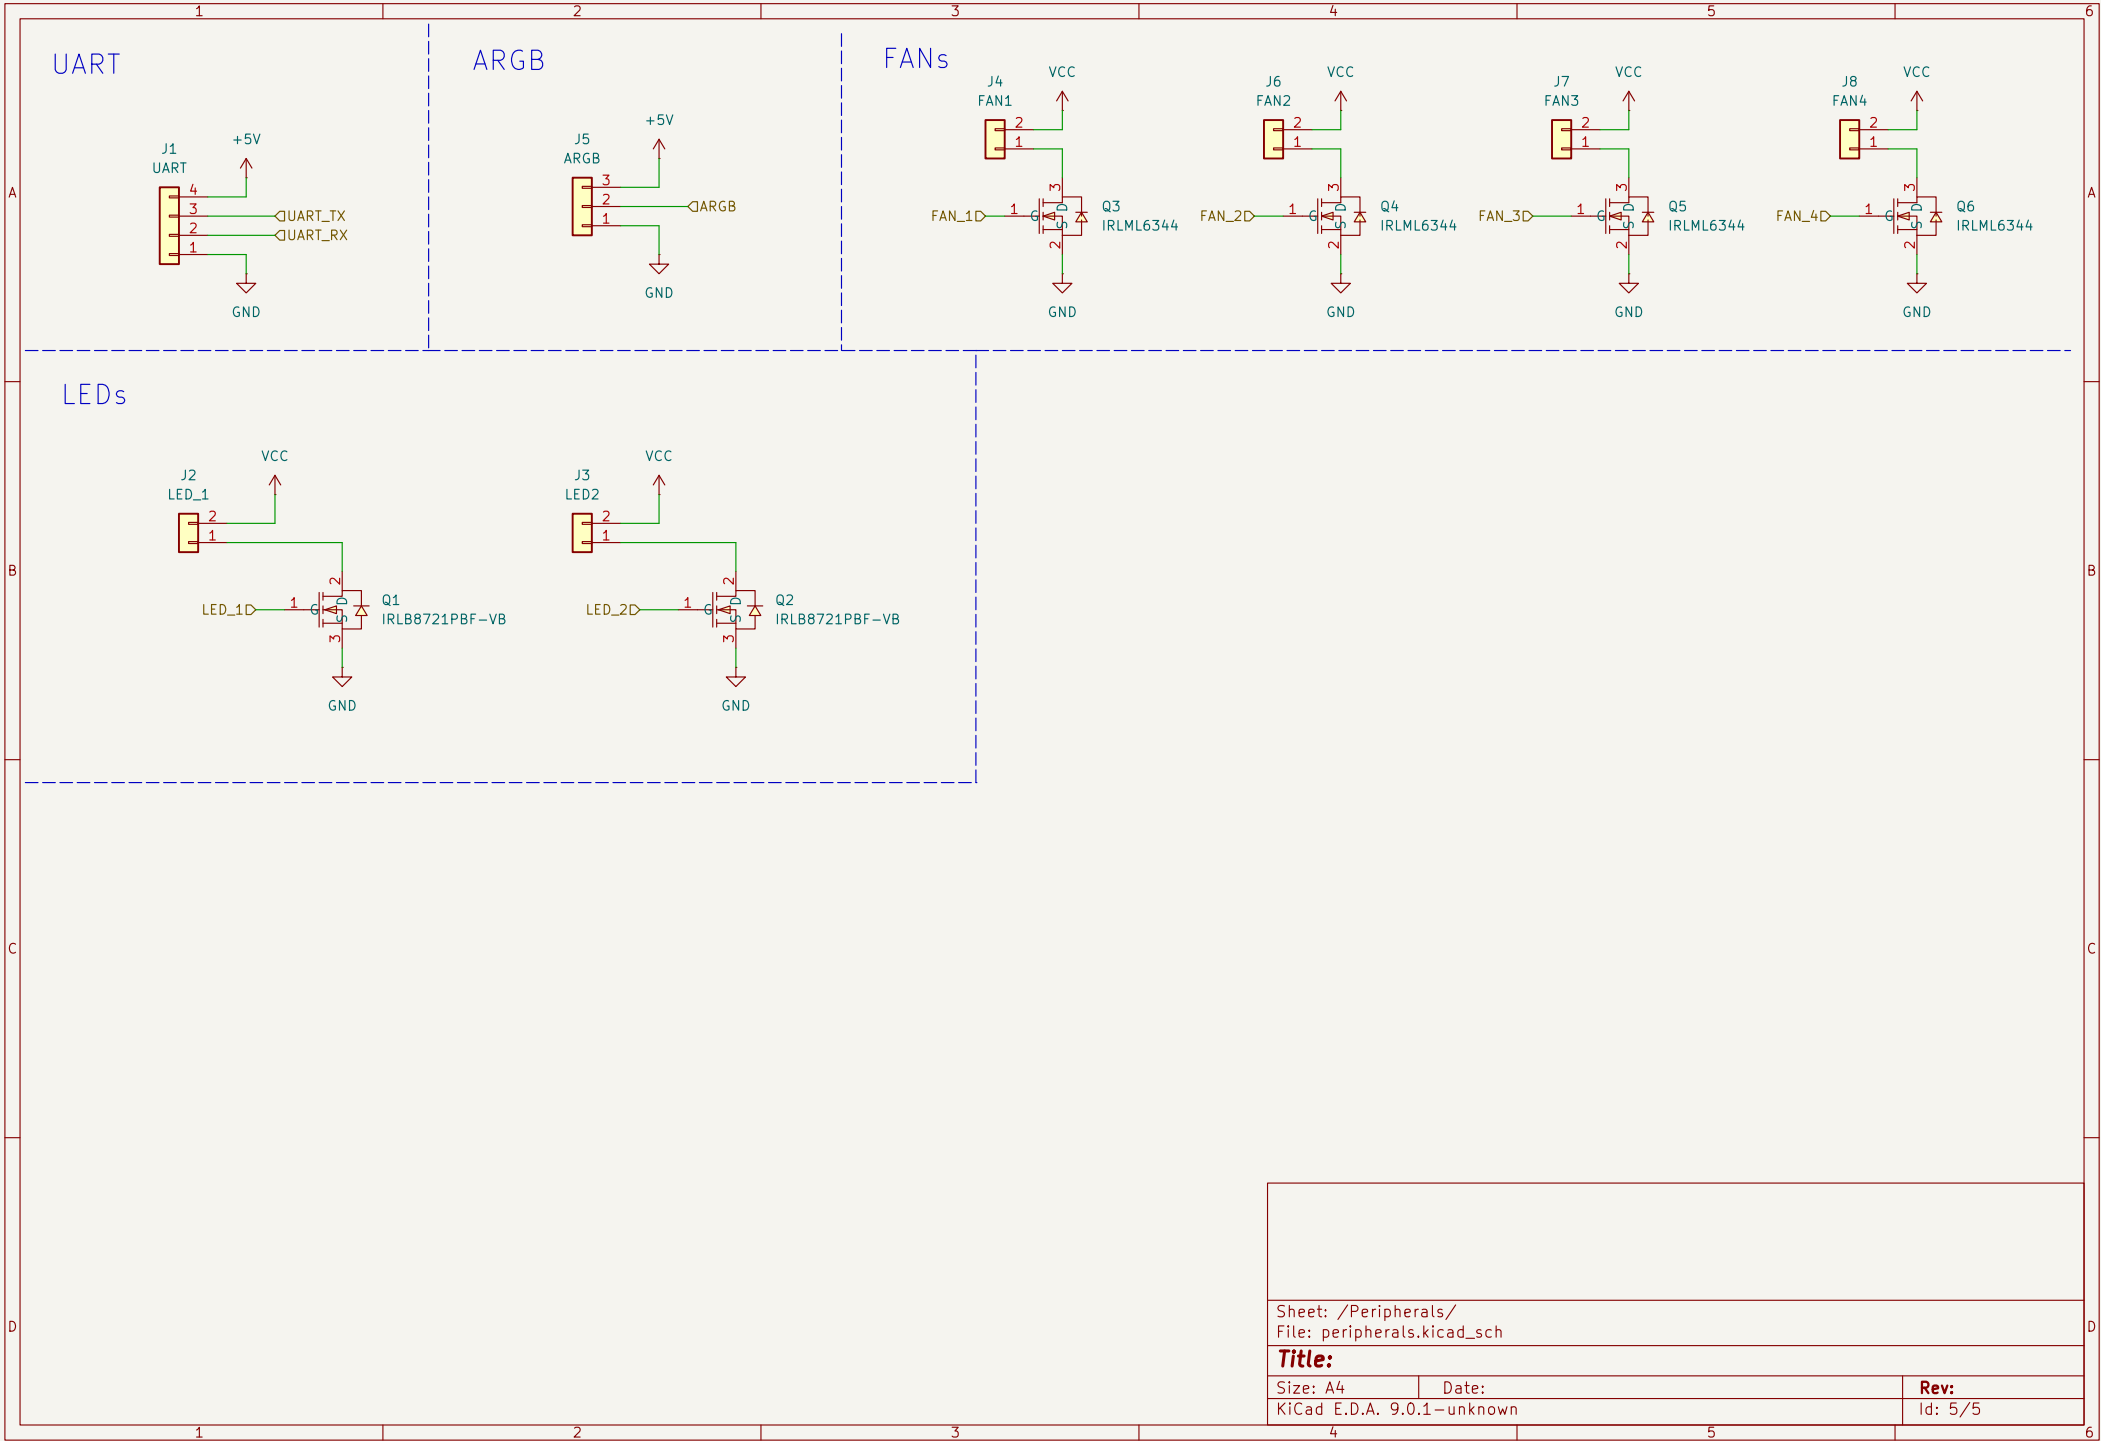 1 2 3 4 5 6
UART
ARGB
FANs
J1
UART
+5V
4
3
2
1
UART_TX
UART_RX
GND
J5
ARGB
+5V
3
2
1
ARGB
GND
J4
FAN1
VCC
2
1
FAN_1
1
G
3
D
S
2
Q3
IRLML6344
GND
J6
FAN2
VCC
2
1
FAN_2
1
G
3
D
S
2
Q4
IRLML6344
GND
J7
FAN3
VCC
2
1
FAN_3
1
G
3
D
S
2
Q5
IRLML6344
GND
J8
FAN4
VCC
2
1
FAN_4
1
G
3
D
S
2
Q6
IRLML6344
GND
A A
LEDs
J2
LED_1
VCC
2
1
LED_1
1
G
2
D
S
3
Q1
IRLB8721PBF-VB
GND
J3
LED2
VCC
2
1
LED_2
1
G
2
D
S
3
Q2
IRLB8721PBF-VB
GND
B B
C C
D D
Sheet: /Peripherals/
File: peripherals.kicad_sch
Title:
Size: A4 Date: Rev:
KiCad E.D.A. 9.0.1-unknown Id: 5/5
1 2 3 4 5 6